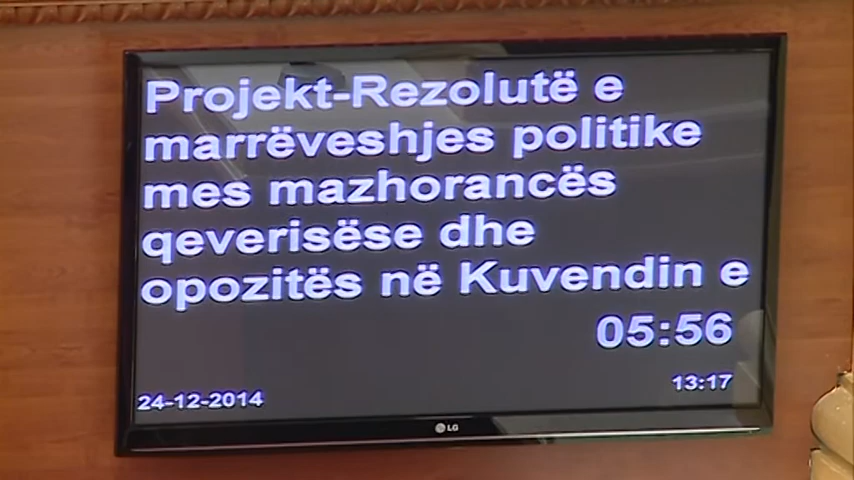 Projekt-Rezolutë e
marrëveshjes politike
mes mazhorancës
qeverisëse dhe
opozitës në Kuvendin e
05:56
13:17
24-12-2014
LG